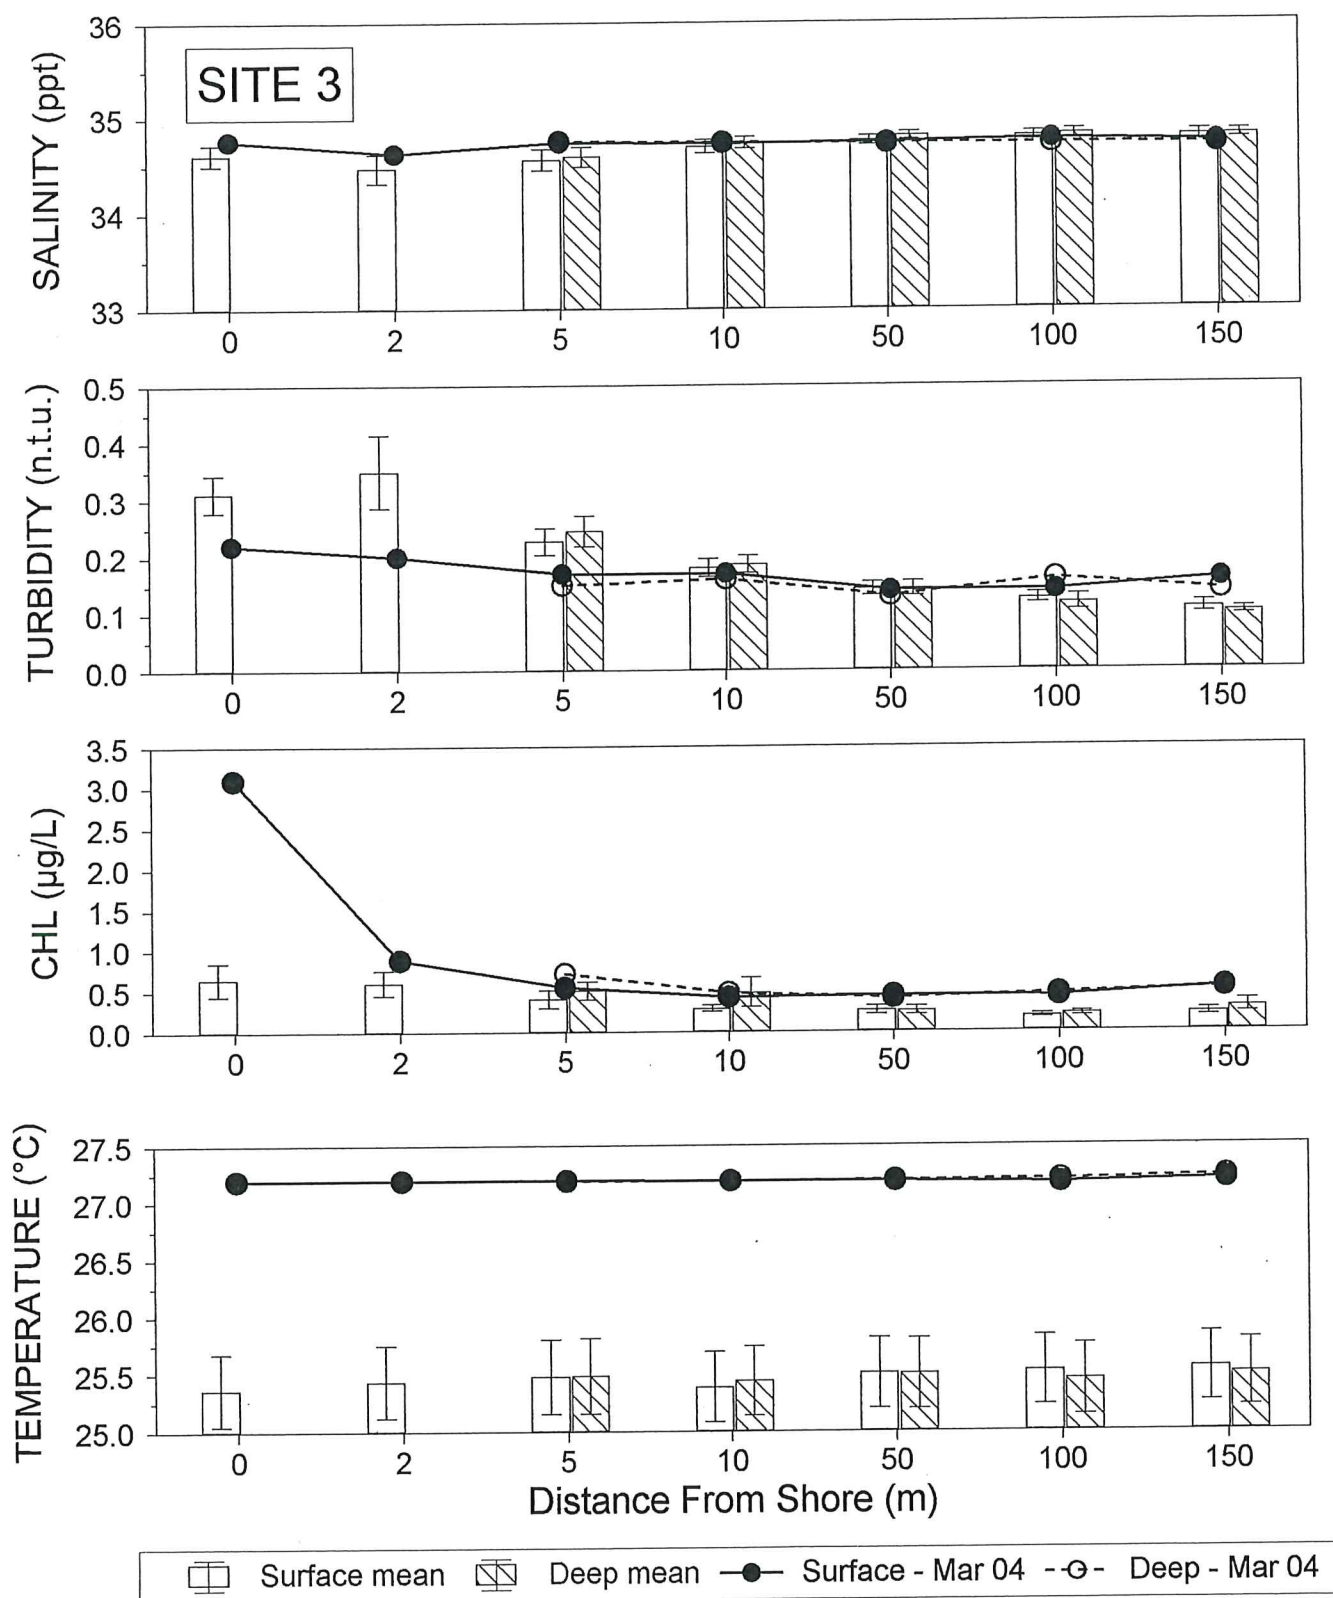 SITE 3
SALINITY (ppt)
36
35
34
33
0 2 5 10 50 100 150
TURBIDITY (n.t.u.)
0.5
0.4
0.3
0.2
0.1
0.0
0 2 5 10 50 100 150
CHL (µg/L)
3.5
3.0
2.5
2.0
1.5
1.0
0.5
0.0
0 2 5 10 50 100 150
TEMPERATURE (°C)
27.5
27.0
26.5
26.0
25.5
25.0
0 2 5 10 50 100 150
Distance From Shore (m)
Surface mean Deep mean Surface - Mar 04 Deep - Mar 04